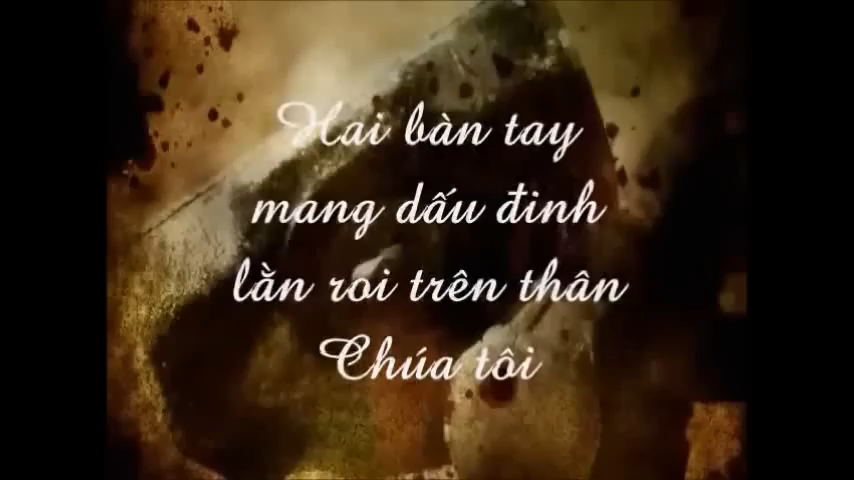 Hai bàn tay
mang dấu đinh
lằn roi trên thân
Chúa tôi